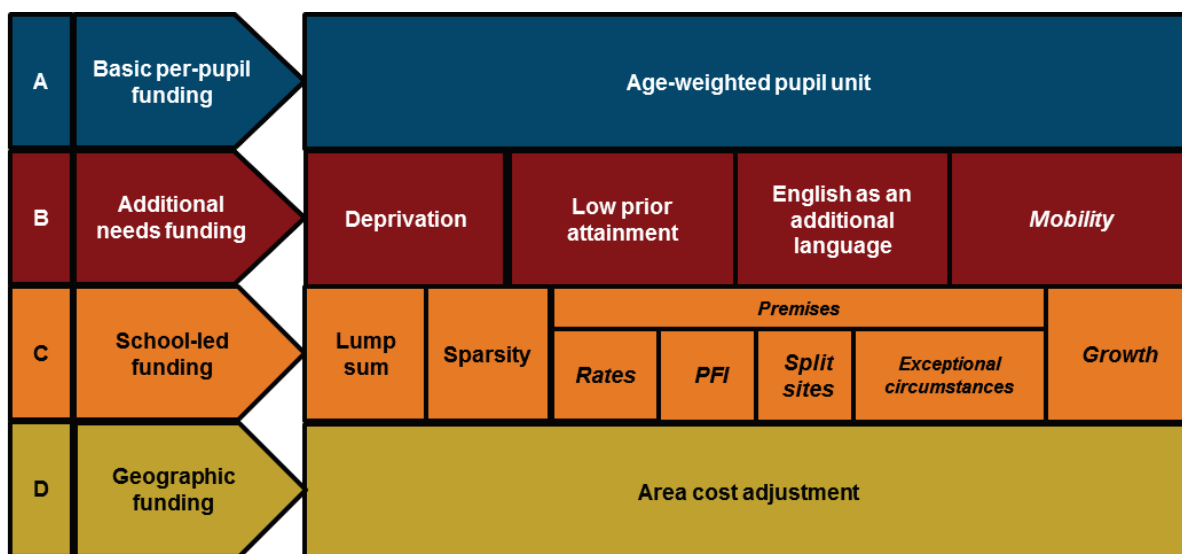 A
Basic per-pupil
funding
Age-weighted pupil unit
B
Additional
needs funding
Deprivation
Low prior
attainment
English as an
additional
language
Mobility
C
School-led
funding
Lump
sum
Sparsity
Premises
Rates
PFI
Split
sites
Exceptional
circumstances
Growth
D
Geographic
funding
Area cost adjustment